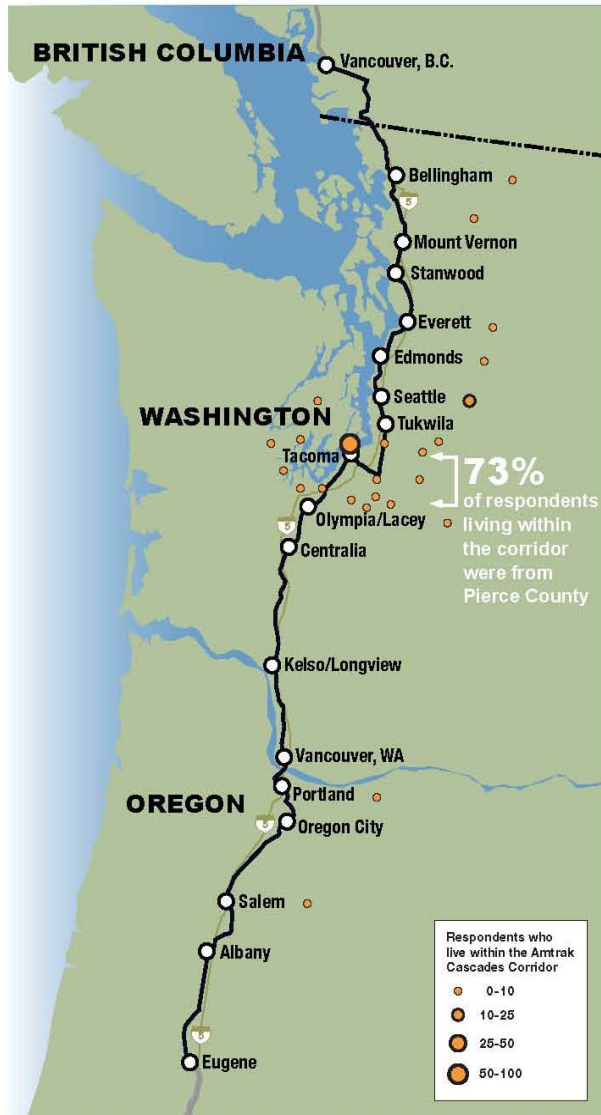 BRITISH COLUMBIA
Vancouver, B.C.
Bellingham
5
Mount Vernon
Stanwood
Everett
Edmonds
Seattle
WASHINGTON
Tukwila
Tacoma
73%
of respondents
living within
the corridor
were from
Pierce County
Olympia/Lacey
5
Centralia
Kelso/Longview
Vancouver, WA
Portland
OREGON
Oregon City
5
Salem
Albany
5
Eugene
Respondents who
live within the Amtrak
Cascades Corridor
0-10
10-25
25-50
50-100